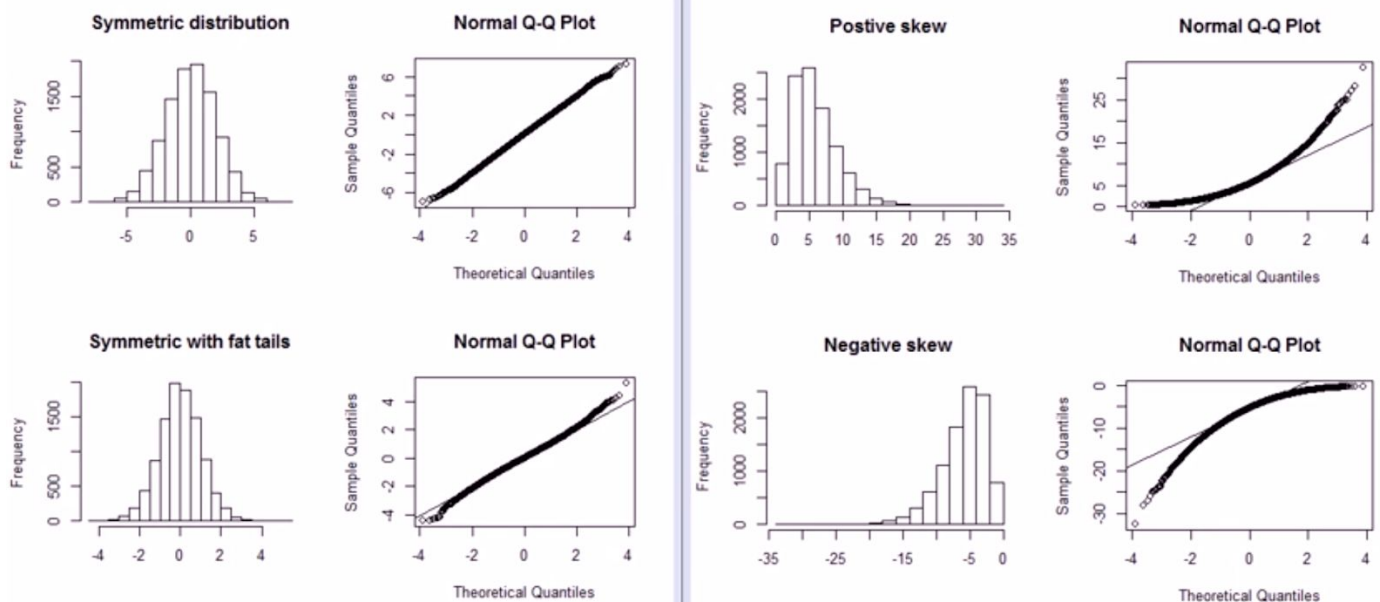 Symmetric distribution
Frequency
1500
500
0
-5 0 5
Normal Q-Q Plot
Sample Quantiles
6
2
-2
-6
-4 -2 0 2 4
Theoretical Quantiles
Postive skew
Frequency
2000
1000
0
0 5 10 15 20 25 30 35
Normal Q-Q Plot
Sample Quantiles
25
15
5
0
-4 -2 0 2 4
Theoretical Quantiles
Symmetric with fat tails
Frequency
1500
500
0
-4 -2 0 2 4
Normal Q-Q Plot
Sample Quantiles
4
2
0
-2
-4
-4 -2 0 2 4
Theoretical Quantiles
Negative skew
Frequency
2000
1000
0
-35 -25 -15 -5 0
Normal Q-Q Plot
Sample Quantiles
0
-10
-20
-30
-4 -2 0 2 4
Theoretical Quantiles